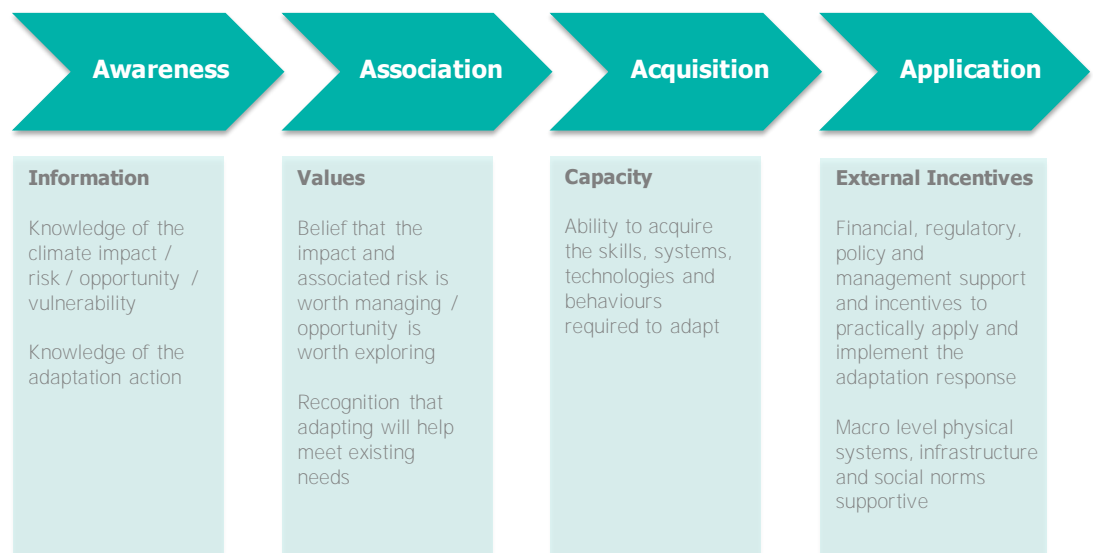 Awareness
Association
Acquisition
Application
Information
Knowledge of the
climate impact /
risk / opportunity /
vulnerability
Knowledge of the
adaptation action
Values
Belief that the
impact and
associated risk is
worth managing /
opportunity is
worth exploring
Recognition that
adapting will help
meet existing
needs
Capacity
Ability to acquire
the skills, systems,
technologies and
behaviours
required to adapt
External Incentives
Financial, regulatory,
policy and
management support
and incentives to
practically apply and
implement the
adaptation response
Macro level physical
systems, infrastructure
and social norms
supportive